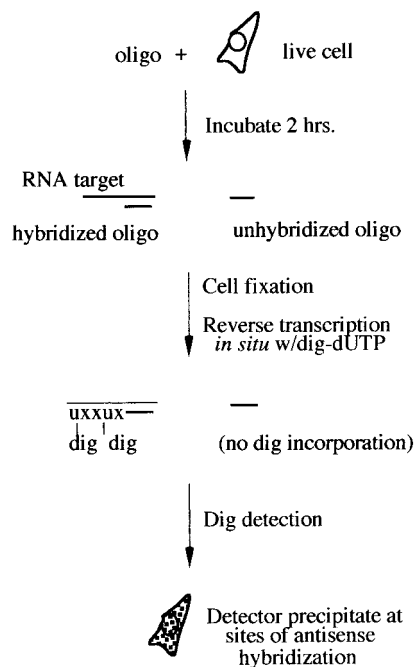 oligo + live cell
Incubate 2 hrs.
RNA target
hybridized oligo unhybridized oligo
Cell fixation
Reverse transcription
in situ w/dig-dUTP
uxxux
dig dig (no dig incorporation)
Dig detection
Detector precipitate at
sites of antisense
hybridization